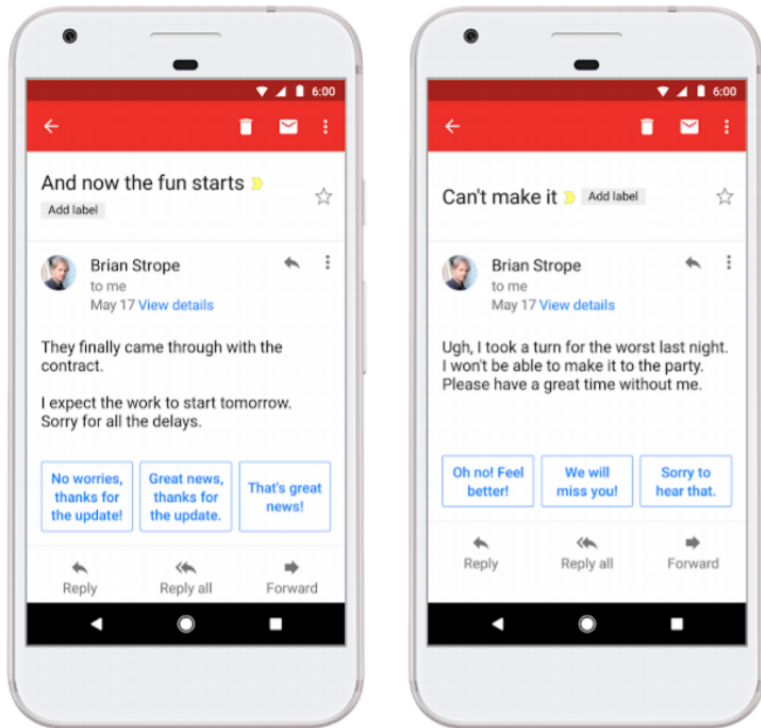 6:00
And now the fun starts
Add label
Brian Strope
to me
May 17 View details
They finally came through with the
contract.
I expect the work to start tomorrow.
Sorry for all the delays.
No worries,
thanks for
the update!
Great news,
thanks for
the update.
That's great
news!
Reply
Reply all
Forward
6:00
Can't make it
Add label
Brian Strope
to me
May 17 View details
Ugh, I took a turn for the worst last night.
I won't be able to make it to the party.
Please have a great time without me.
Oh no! Feel
better!
We will
miss you!
Sorry to
hear that.
Reply
Reply all
Forward